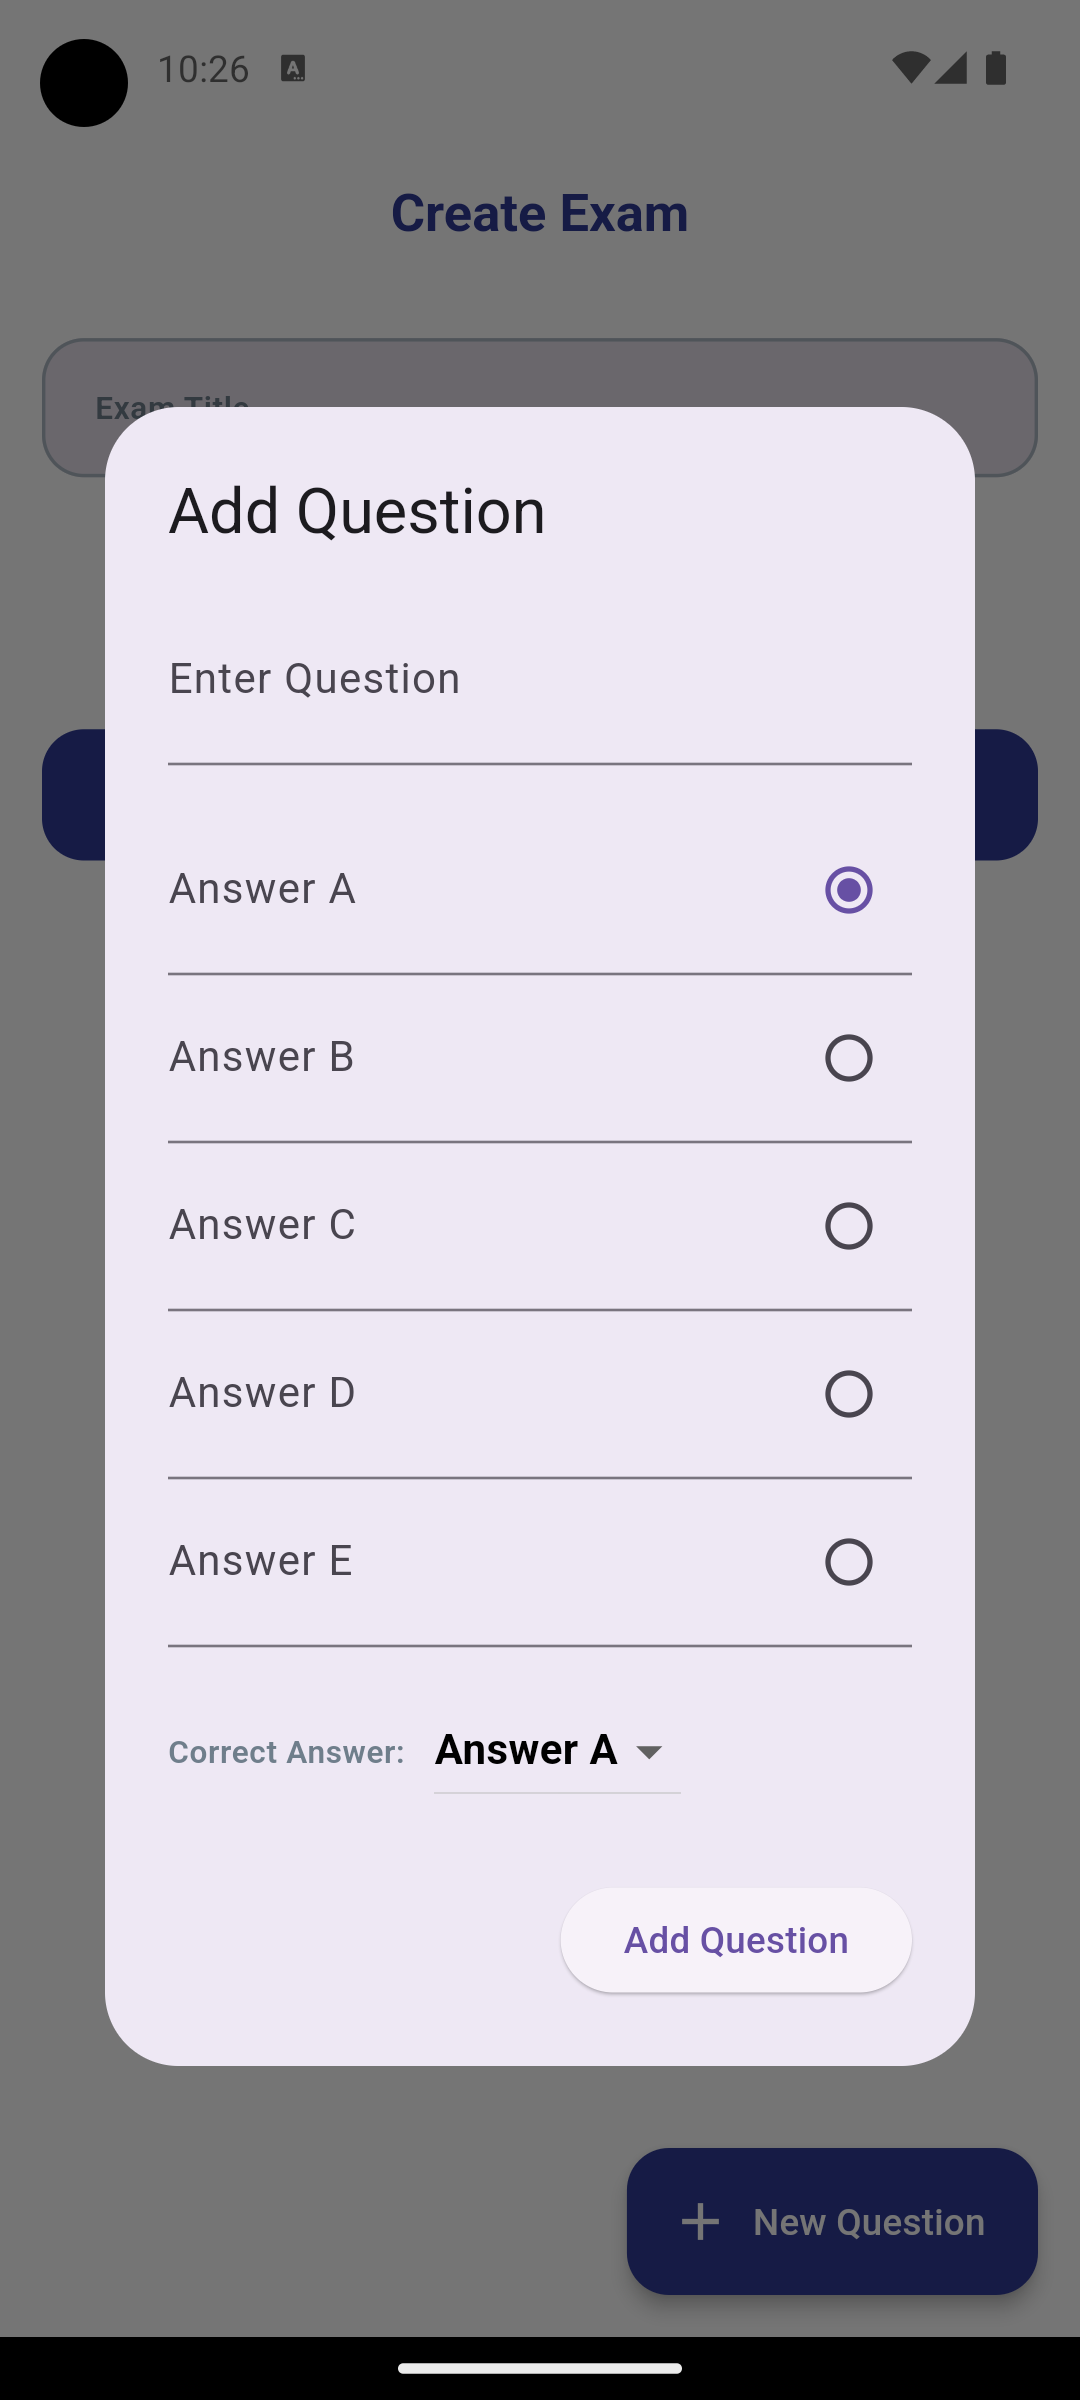 10:26
Create Exam
Exam Title
Add Question
Enter Question
Answer A
Answer B
Answer C
Answer D
Answer E
Correct Answer: Answer A
Add Question
New Question